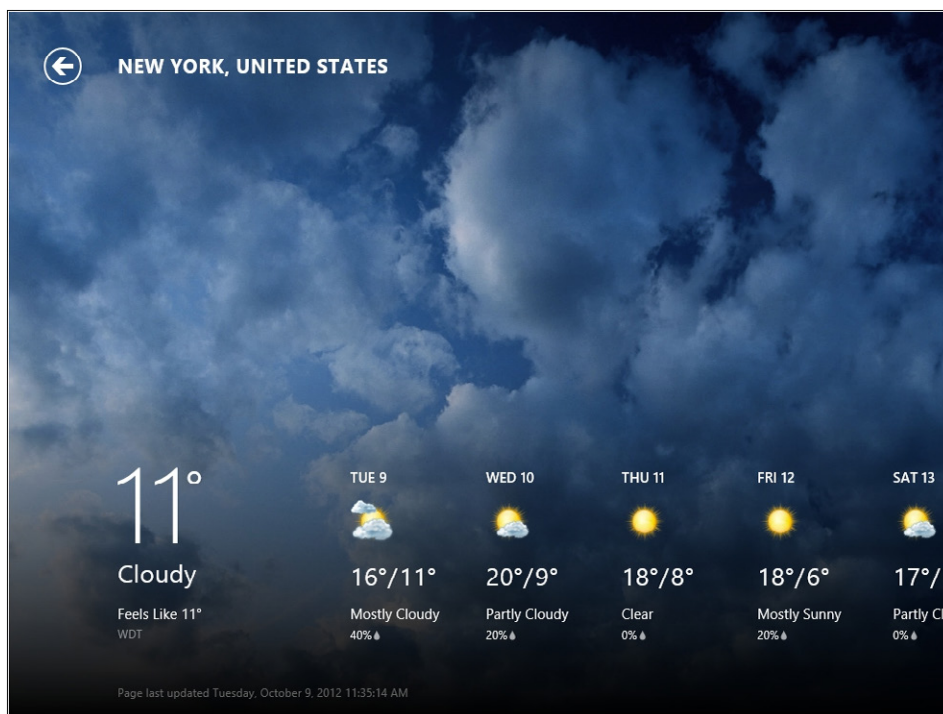 NEW YORK, UNITED STATES
11°
Cloudy
Feels Like 11°
WDT
TUE 9
16°/11°
Mostly Cloudy
40%
WED 10
20°/9°
Partly Cloudy
20%
THU 11
18°/8°
Clear
0%
FRI 12
18°/6°
Mostly Sunny
20%
SAT 13
17°/
Partly Cl
0%
Page last updated Tuesday, October 9, 2012 11:35:14 AM